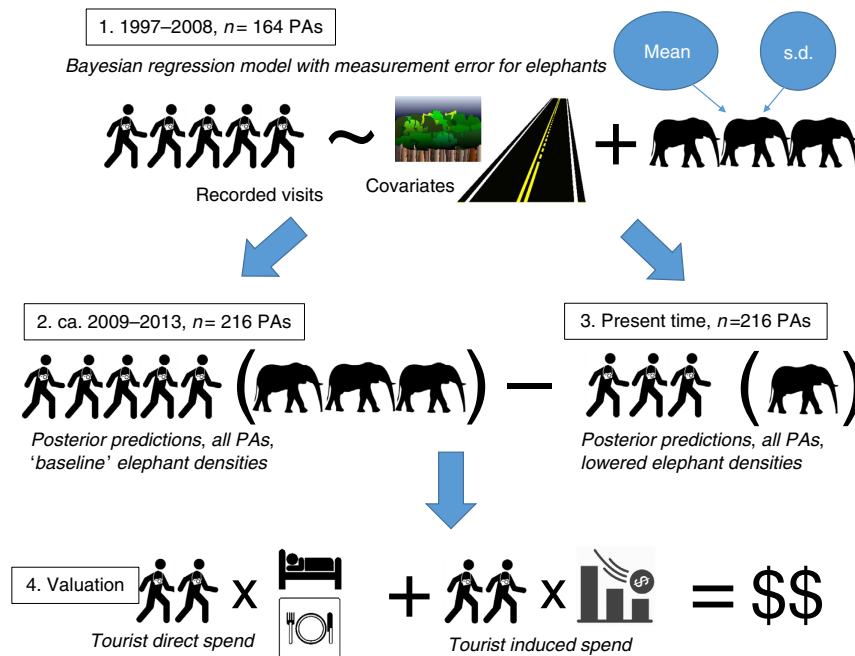 1. 1997–2008, n= 164 PAs
Bayesian regression model with measurement error for elephants
Mean
s.d.
~
+
Recorded visits
Covariates
2. ca. 2009–2013, n= 216 PAs
3. Present time, n=216 PAs
( ) – ( )
Posterior predictions, all PAs,
'baseline' elephant densities
Posterior predictions, all PAs,
lowered elephant densities
4. Valuation
x + x $ = $$
Tourist direct spend
Tourist induced spend